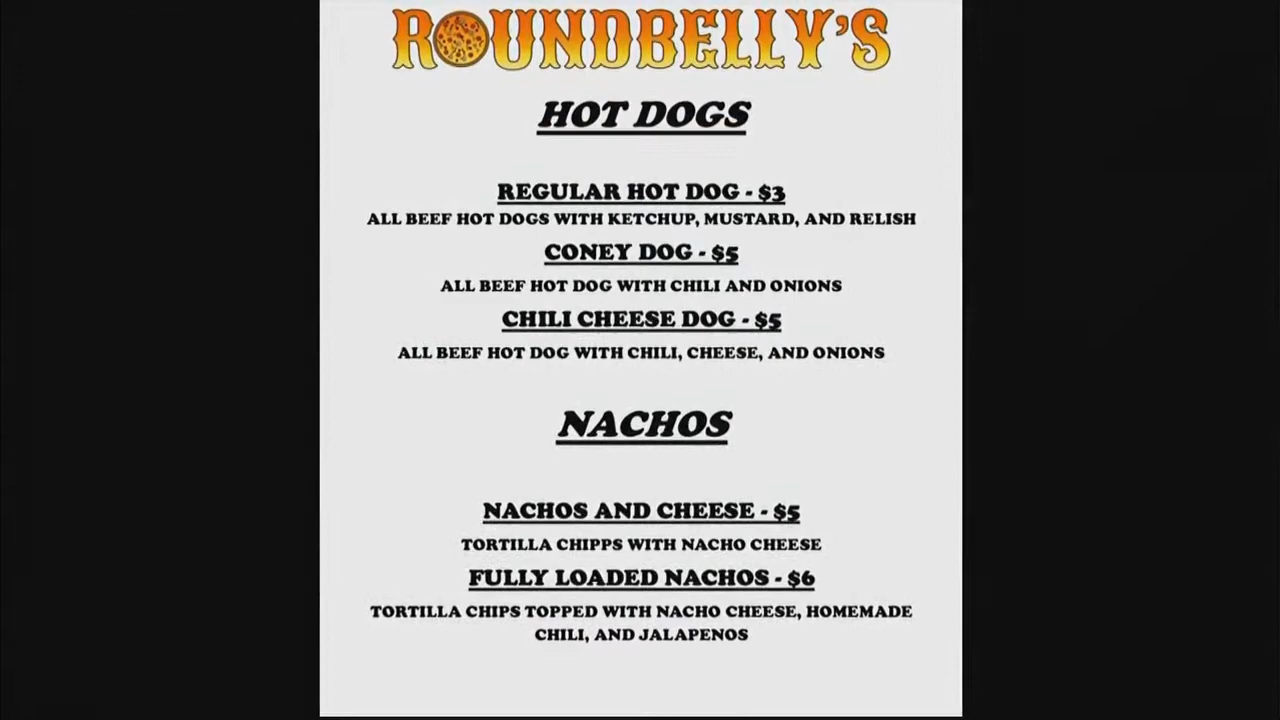 ROUNDBELLY'S
HOT DOGS
REGULAR HOT DOG - $3
ALL BEEF HOT DOGS WITH KETCHUP, MUSTARD, AND RELISH
CONEY DOG - $5
ALL BEEF HOT DOG WITH CHILI AND ONIONS
CHILI CHEESE DOG - $5
ALL BEEF HOT DOG WITH CHILI, CHEESE, AND ONIONS
NACHOS
NACHOS AND CHEESE - $5
TORTILLA CHIPPS WITH NACHO CHEESE
FULLY LOADED NACHOS - $6
TORTILLA CHIPS TOPPED WITH NACHO CHEESE, HOMEMADE
CHILI, AND JALAPENOS